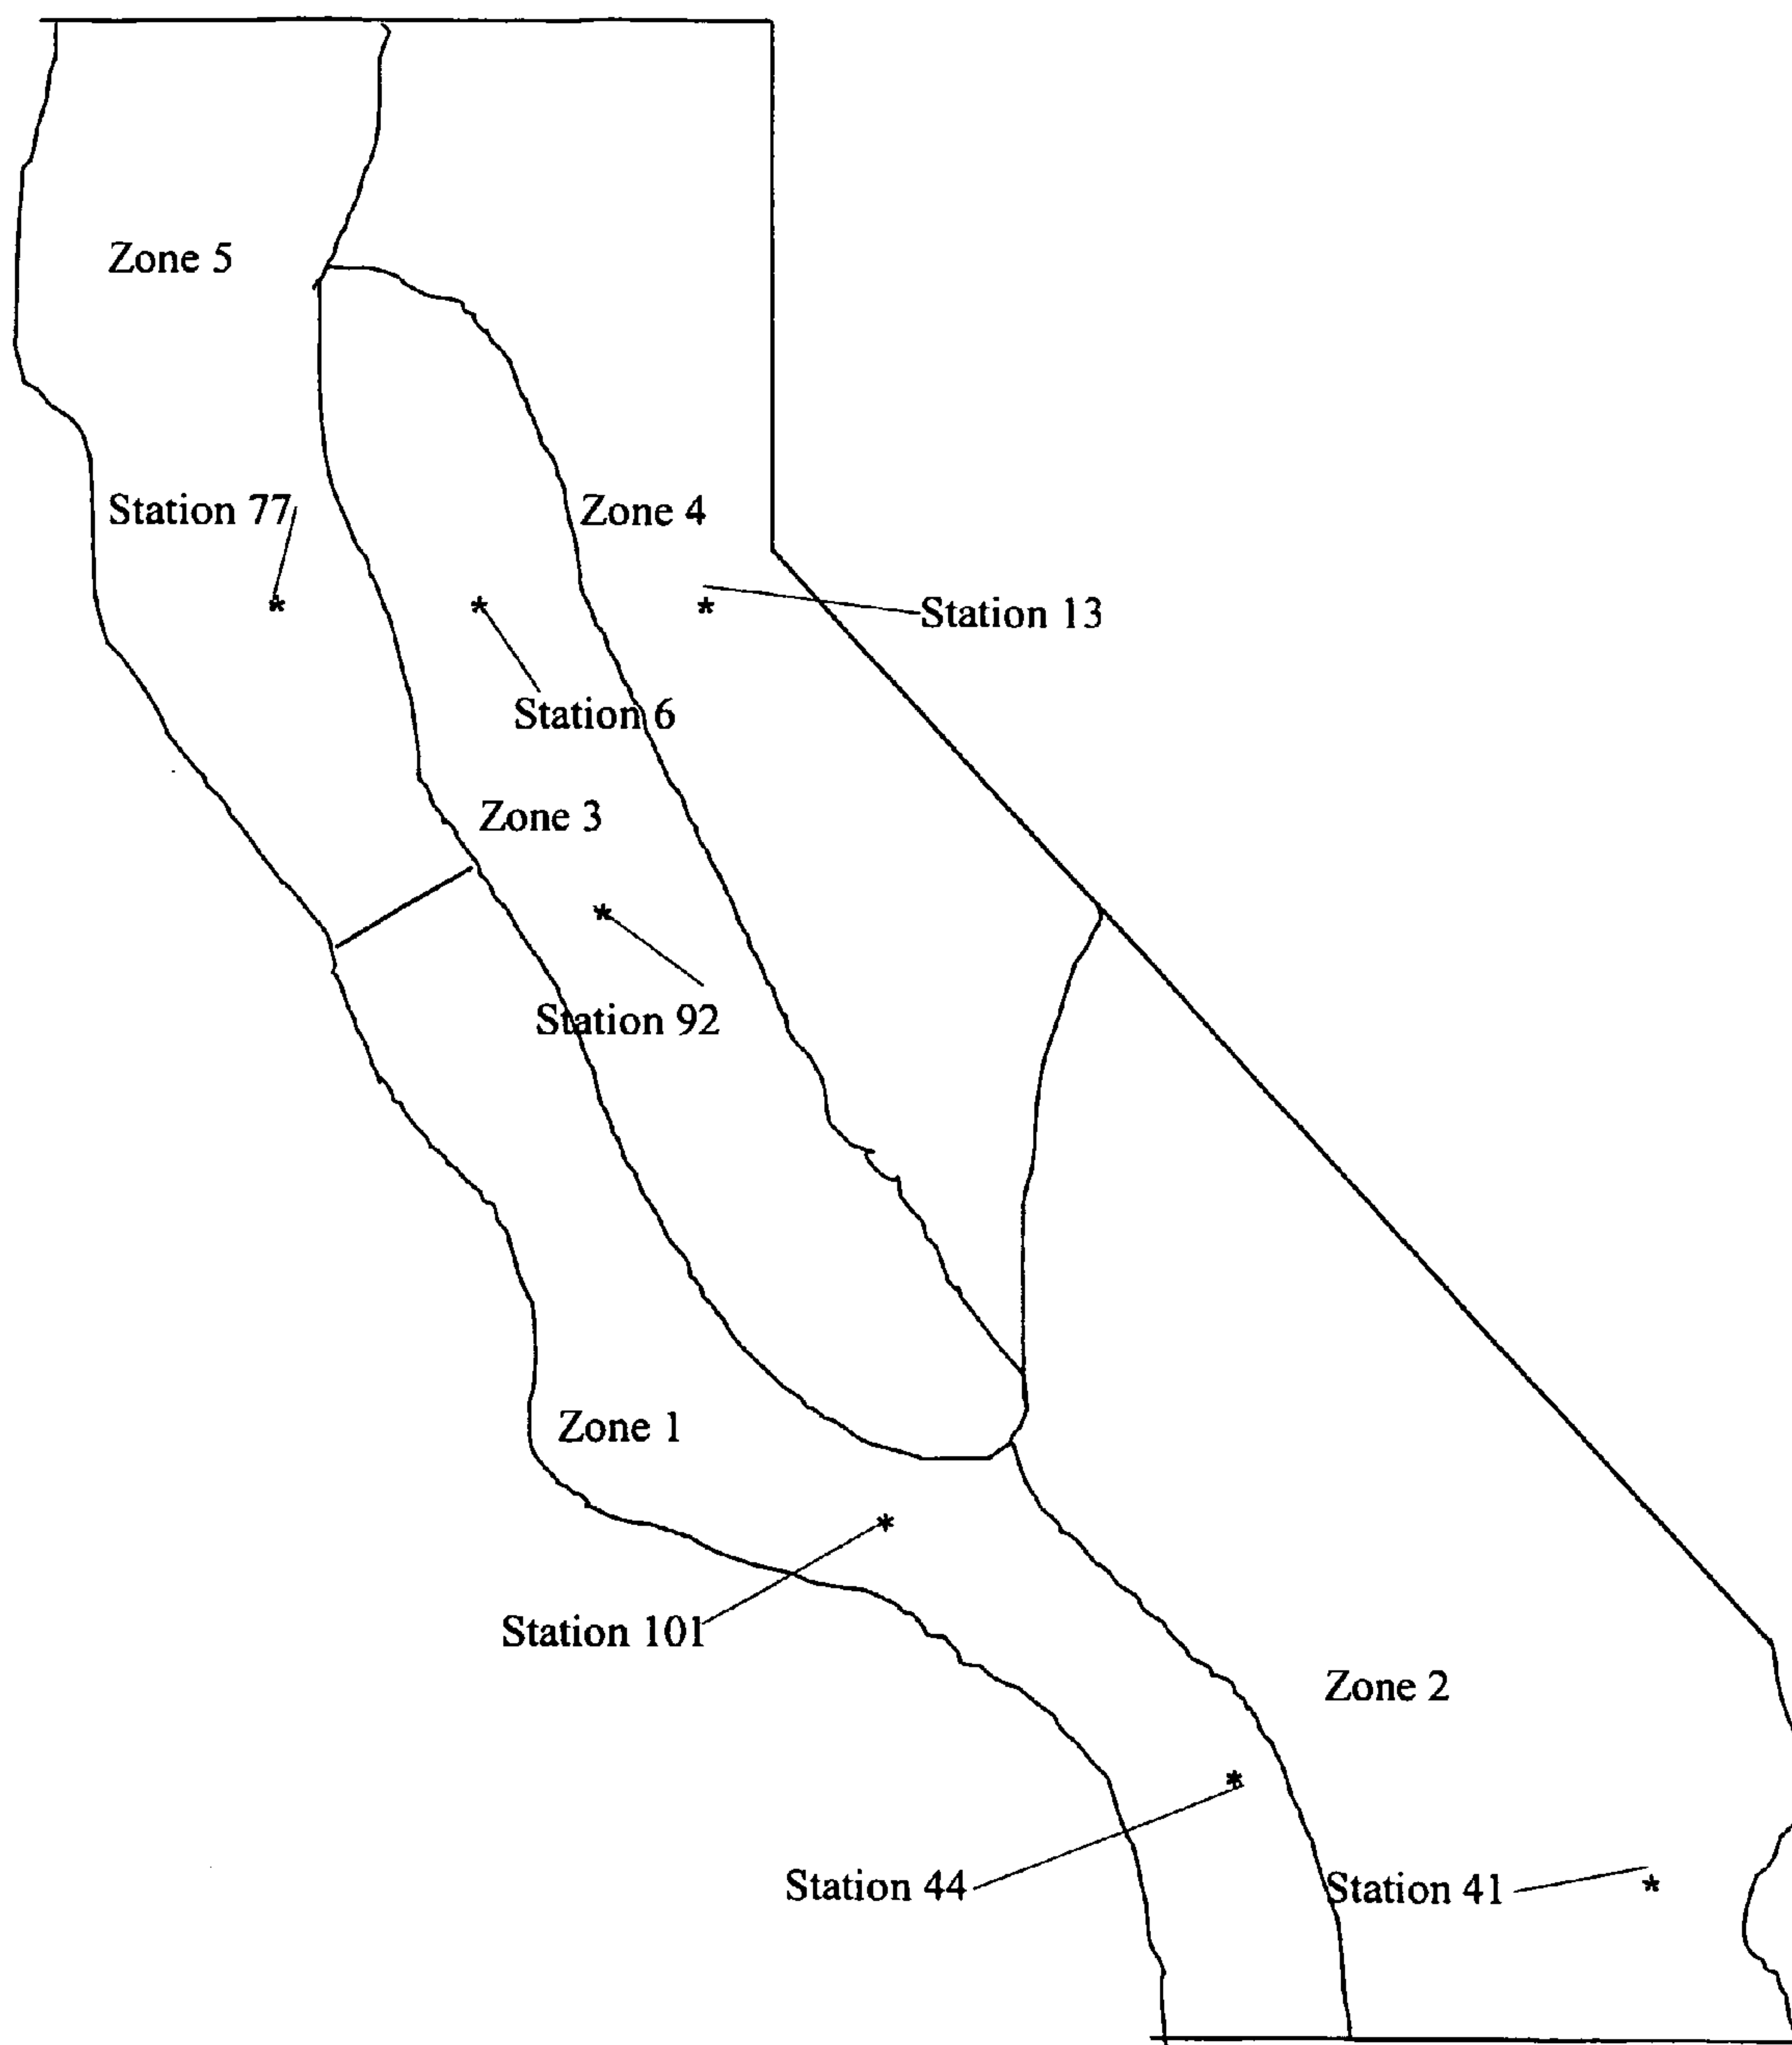 Zone 5
Station 77
Zone 4
Station 13
Station 6
Zone 3
Station 92
Zone 1
Station 101
Zone 2
Station 44
Station 41